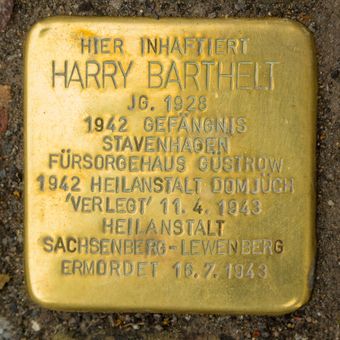 HIER INHAFTIERT
HARRY BARTHELT
JG. 1928
1942 GEFÄNGNIS
STAVENHAGEN
FÜRSORGEHAUS GÜSTROW
1942 HEILANSTALT DOMJÜCH
'VERLEGT' 11.4.1943
HEILANSTALT
SACHSENBERG-LEWENBERG
ERMORDET 16.7.1943